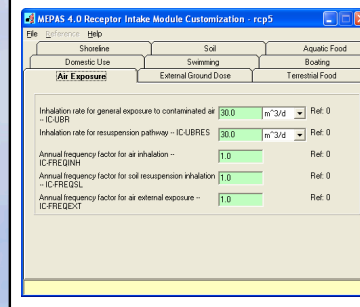 MEPAS 4.0 Receptor Intake Module Customization - rcp5
File Reference Help
Shoreline Soil Aquatic Food
Domestic Use Swimming Boating
Air Exposure External Ground Dose Terrestrial Food
Inhalation rate for general exposure to contaminated air 30.0 m^3/d Ref: 0
-- IC-UBR
Inhalation rate for resuspension pathway -- IC-UBRES 30.0 m^3/d Ref: 0
Annual frequency factor for air inhalation -- 1.0 Ref: 0
IC-FREQINH
Annual frequency factor for soil resuspension inhalation 1.0 Ref: 0
-- IC-FREQSL
Annual frequency factor for air external exposure -- 1.0 Ref: 0
IC-FREQEXT